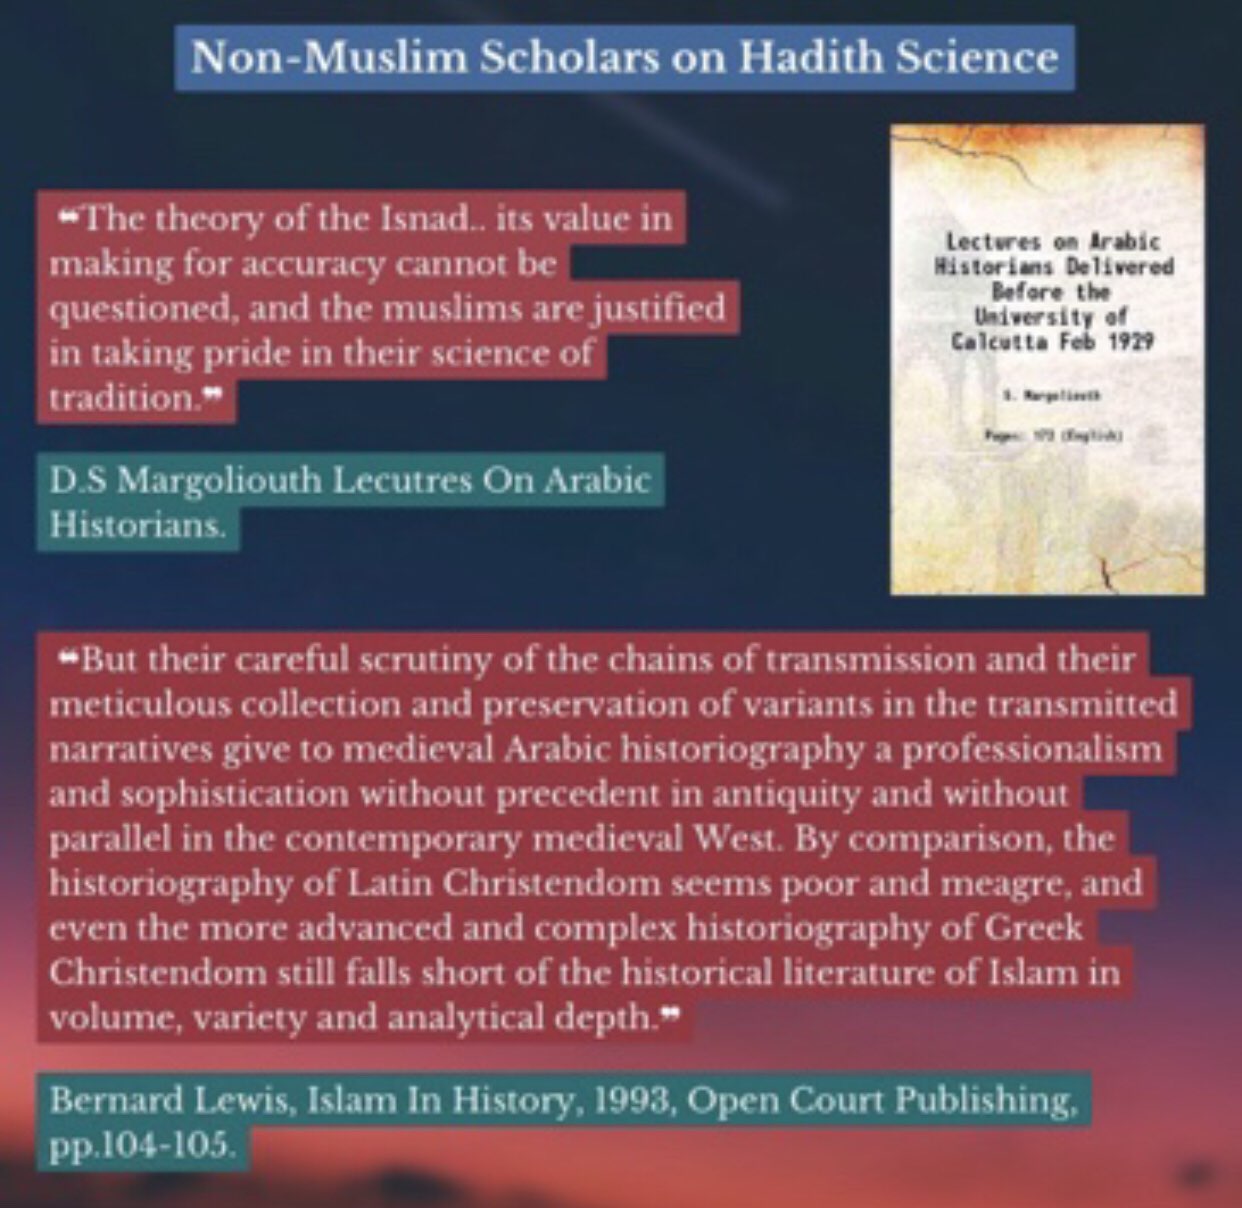 Non-Muslim Scholars on Hadith Science
❝The theory of the Isnad.. its value in
making for accuracy cannot be
questioned, and the muslims are justified
in taking pride in their science of
tradition.❞
D.S Margoliouth Lecutres On Arabic
Historians.
Lectures on Arabic
Historians Delivered
Before the
University of
Calcutta Feb 1929
S. Margoliouth
Pages: 173 (English)
❝But their careful scrutiny of the chains of transmission and their
meticulous collection and preservation of variants in the transmitted
narratives give to medieval Arabic historiography a professionalism
and sophistication without precedent in antiquity and without
parallel in the contemporary medieval West. By comparison, the
historiography of Latin Christendom seems poor and meagre, and
even the more advanced and complex historiography of Greek
Christendom still falls short of the historical literature of Islam in
volume, variety and analytical depth.❞
Bernard Lewis, Islam In History, 1993, Open Court Publishing,
pp.104-105.